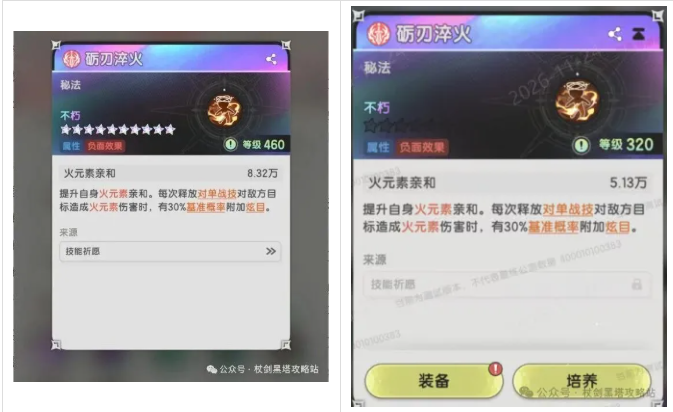 砺刃淬火
秘法
不朽
属性 负面效果
等级 460
火元素亲和 8.32万
提升自身火元素亲和。每次释放对单战技对敌方目
标造成火元素伤害时，有30%基准概率附加炫目。
来源
技能祈愿
公众号·杖剑黑塔攻略站
砺刃淬火
秘法
不朽
属性 负面效果
等级 320
火元素亲和 5.13万
提升自身火元素亲和。每次释放对单战技对敌方目
标造成火元素伤害时，有30%基准概率附加炫目。
来源
技能祈愿
装备
培养
公众号·杖剑黑塔攻略站